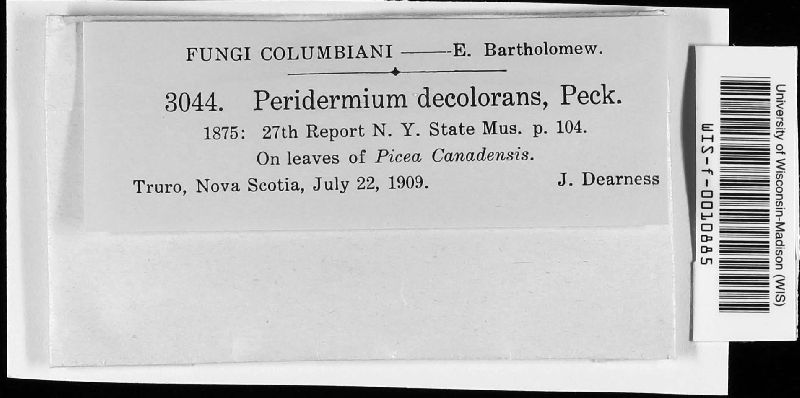 FUNGI COLUMBIANI ——— E. Bartholomew.
3044. Peridermium decolorans, Peck.
1875: 27th Report N. Y. State Mus. p. 104.
On leaves of Picea Canadensis.
Truro, Nova Scotia, July 22, 1909. J. Dearness
University of Wisconsin-Madison (WIS)
WIS-f-0010885